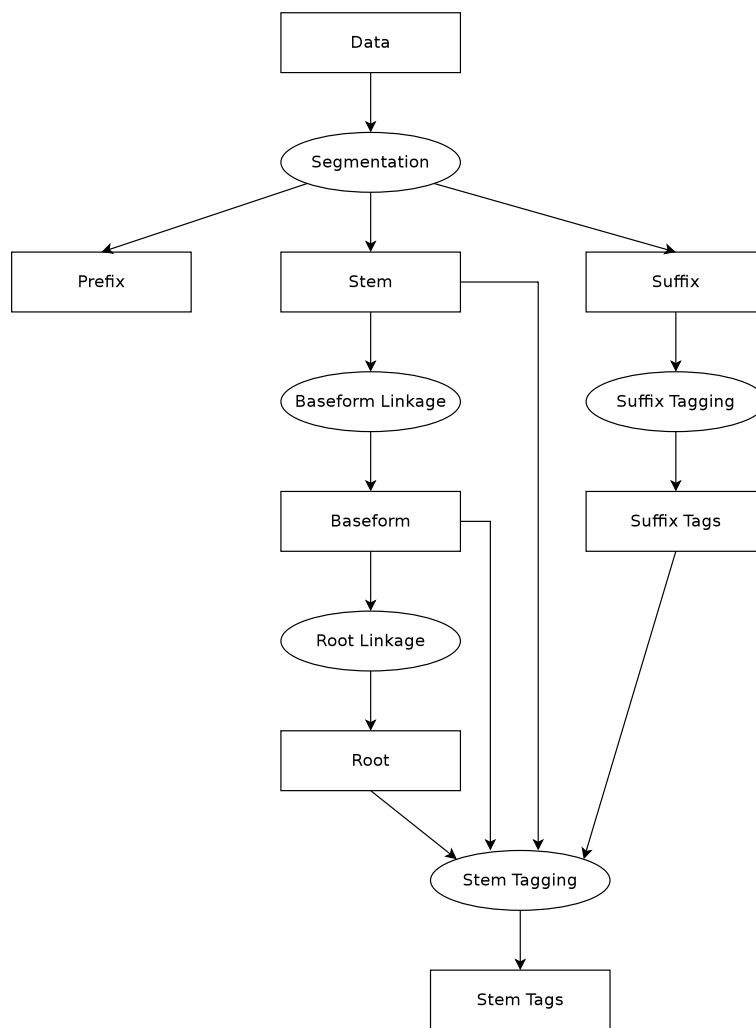 Data
Segmentation
Prefix
Stem
Suffix
Baseform Linkage
Suffix Tagging
Baseform
Suffix Tags
Root Linkage
Root
Stem Tagging
Stem Tags